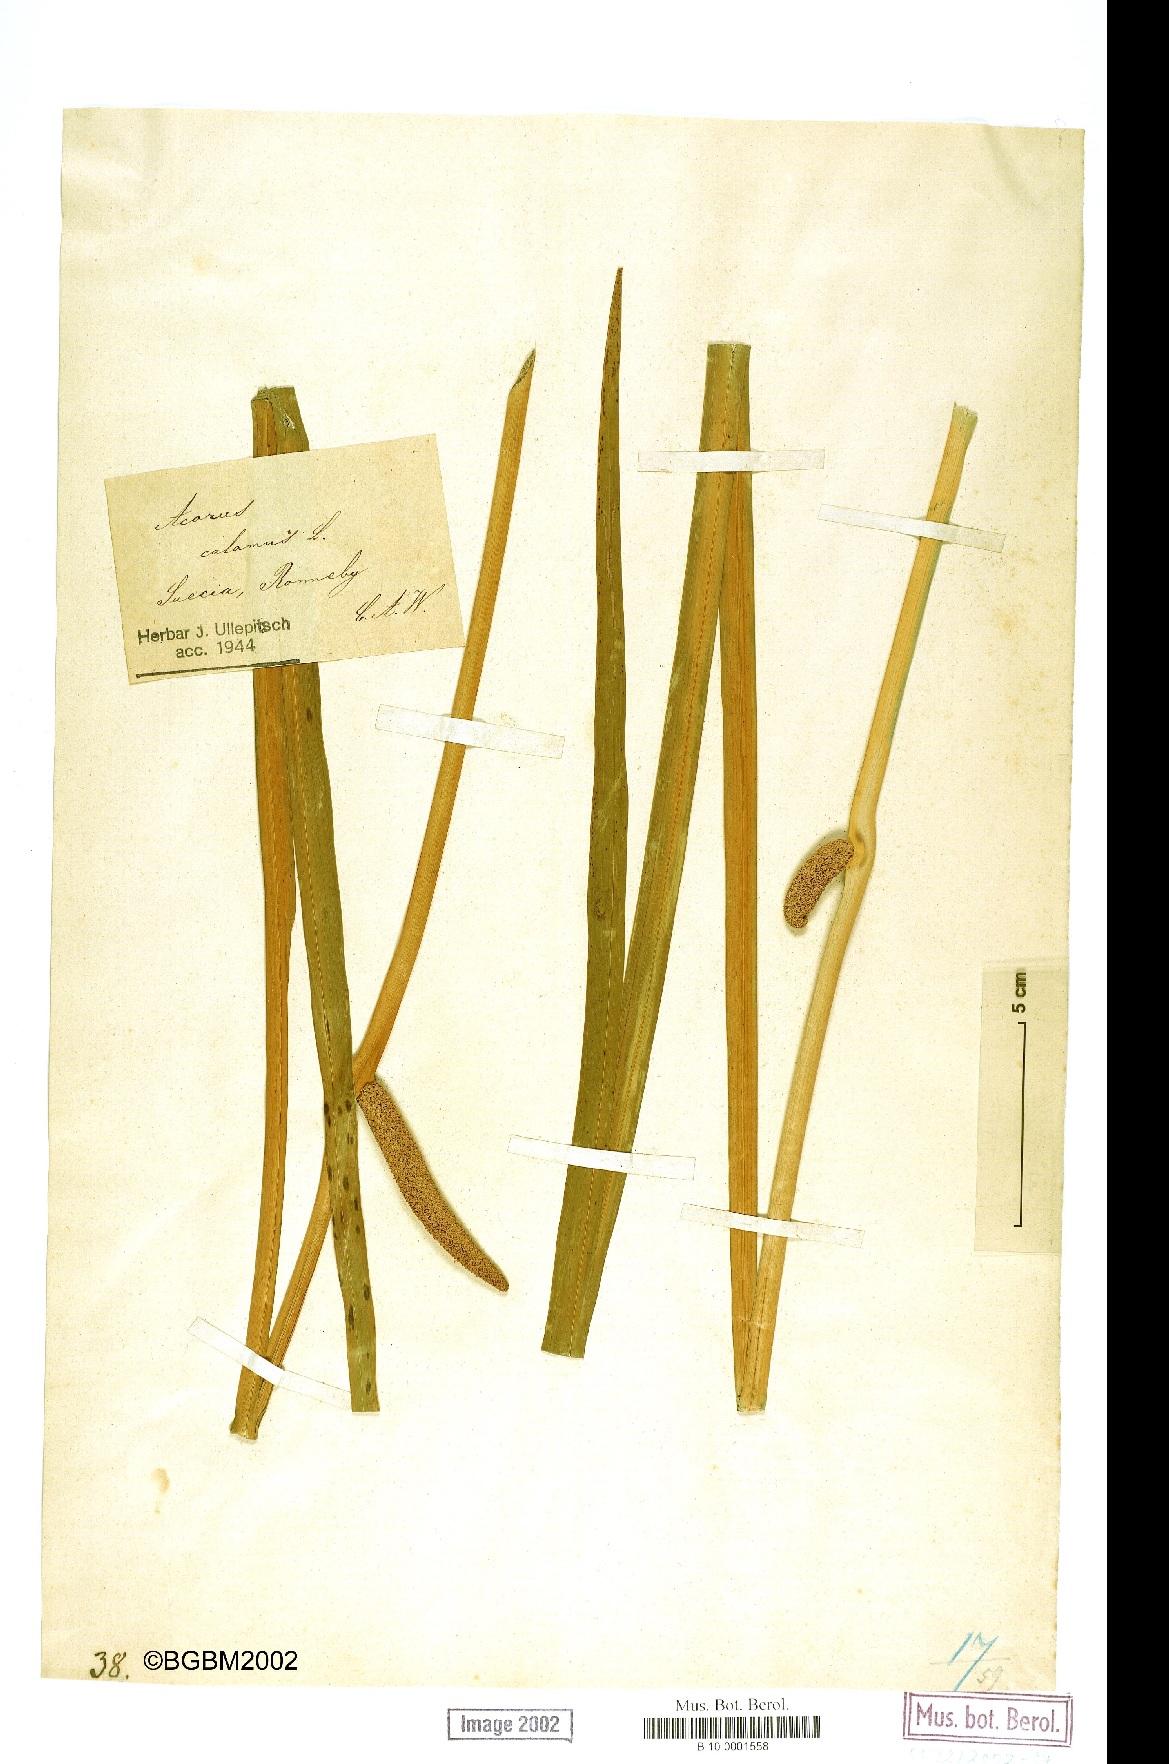 Acorus
calamus L.
Suecia, Ronneby
C. A. W.
Herbar J. Ullepitsch
acc. 1944
5 cm
17
59
38. ©BGBM2002
Image 2002
Mus. Bot. Berol.
B 10 0001558
Mus. bot. Berol.